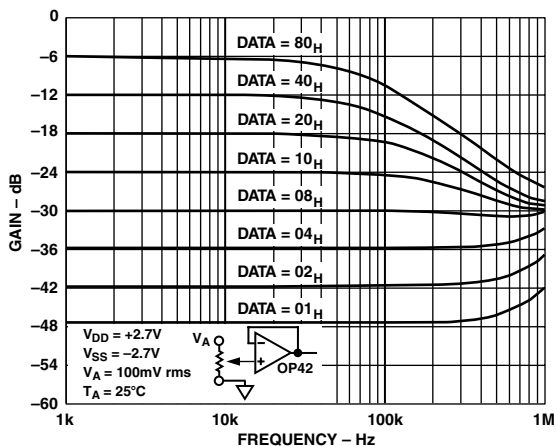 0
DATA = 80H
–6
DATA = 40H
–12
DATA = 20H
–18
DATA = 10H
–24
DATA = 08H
–30
DATA = 04H
–36
DATA = 02H
–42
DATA = 01H
–48
–54
–60
GAIN – dB
VDD = +2.7V
VSS = –2.7V
VA = 100mV rms
TA = 25°C
VA
–
+
OP42
1k
10k
100k
1M
FREQUENCY – Hz